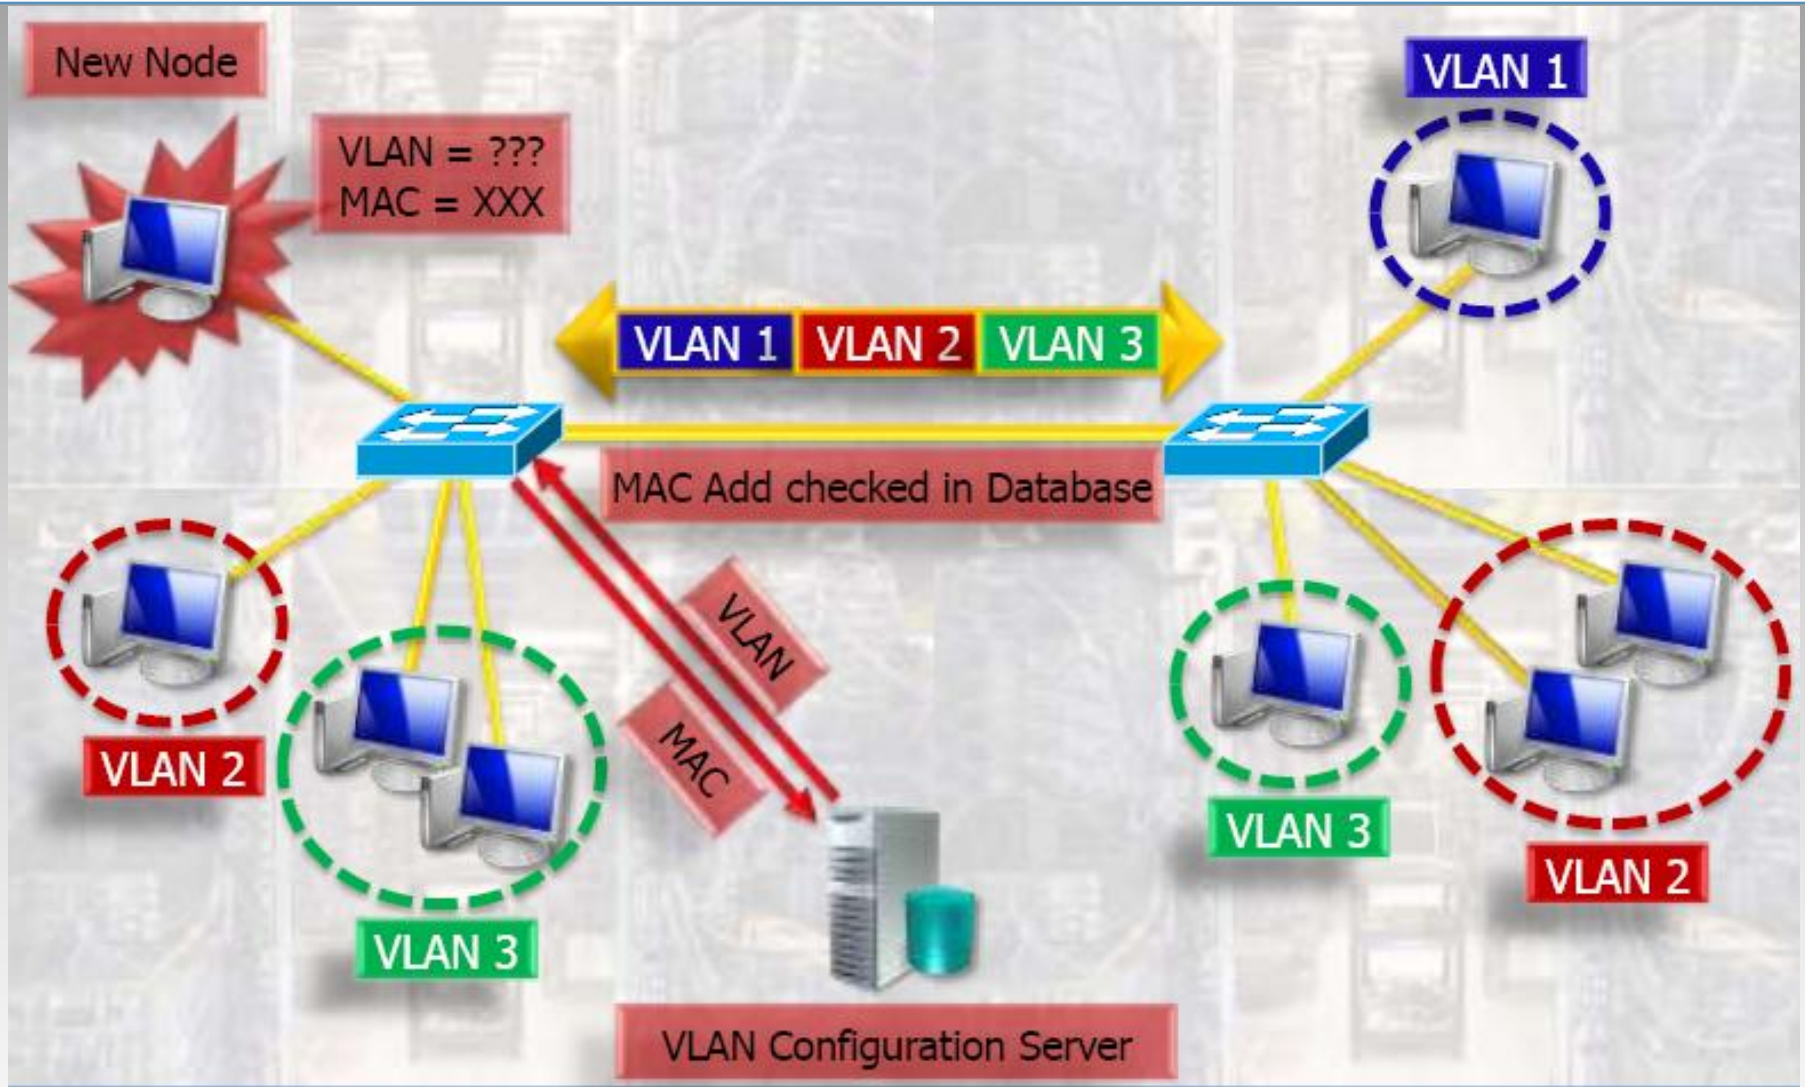 New Node
VLAN = ???
MAC = XXX
VLAN 1
VLAN 1 VLAN 2 VLAN 3
MAC Add checked in Database
VLAN
MAC
VLAN 2
VLAN 3
VLAN 3
VLAN 2
VLAN Configuration Server